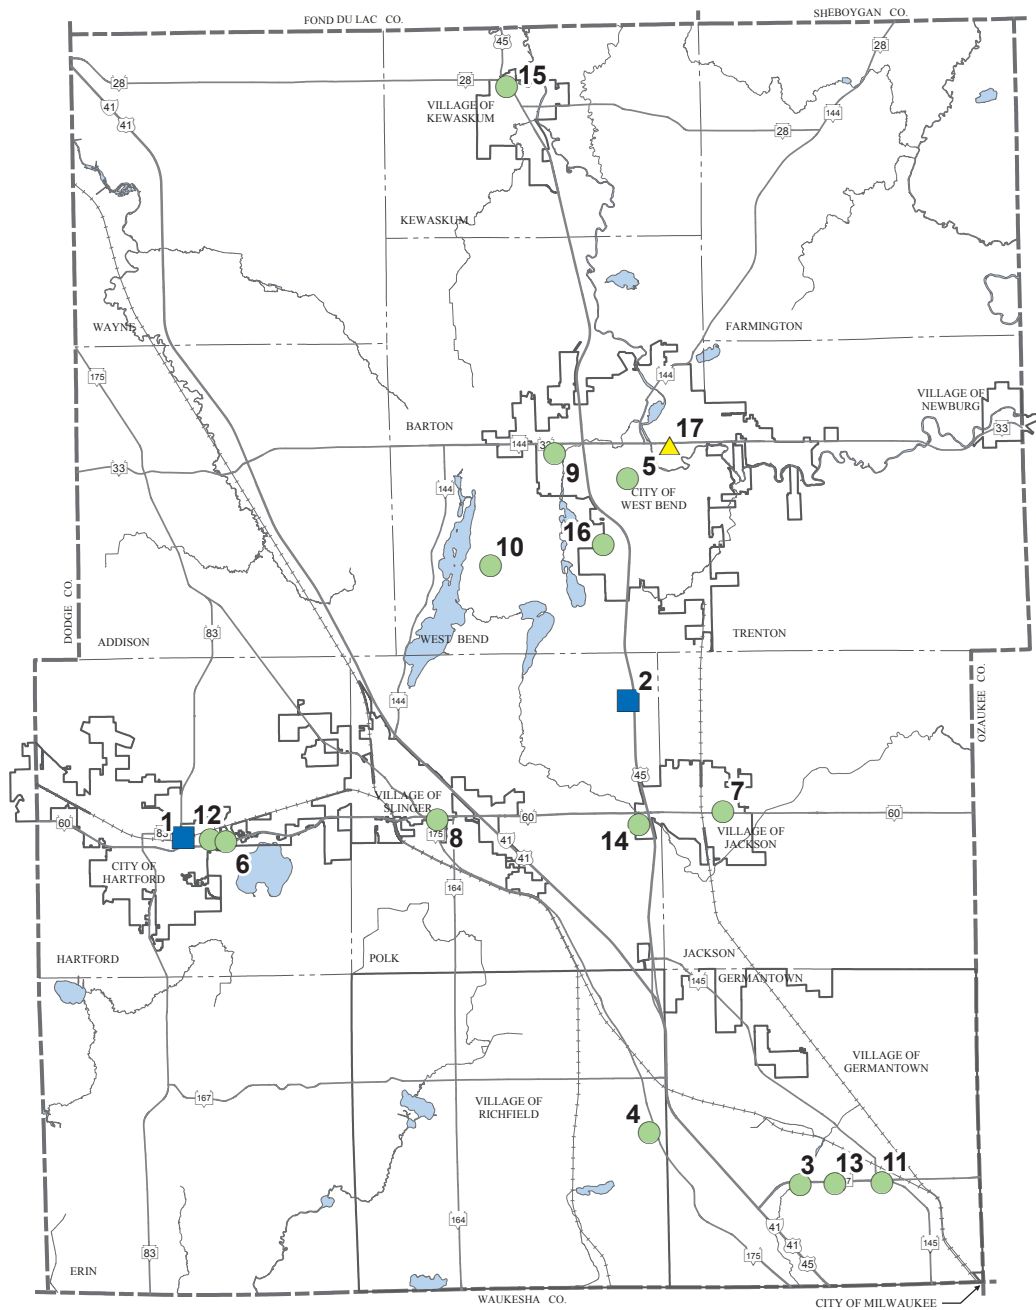 FOND DU LAC CO.
SHEBOYGAN CO.
45
28
28
28
15
41
41
VILLAGE OF
KEWASKUM
144
28
KEWASKUM
WAYNE
FARMINGTON
175
144
VILLAGE OF
NEWBURG
BARTON
144
17
33
33
9
5
144
CITY OF
WEST BEND
16
10
DODGE CO.
83
ADDISON
WEST BEND
TRENTON
2
OZAUKEE CO.
144
45
VILLAGE OF
SLINGER
7
60
1
12
8
175
60
14
60
VILLAGE OF
JACKSON
6
41
41
CITY OF
HARTFORD
164
HARTFORD
POLK
JACKSON
GERMANTOWN
145
VILLAGE OF
GERMANTOWN
167
VILLAGE OF
RICHFIELD
4
3
13
11
7
164
41
41
45
83
175
145
ERIN
WAUKESHA CO.
CITY OF MILWAUKEE